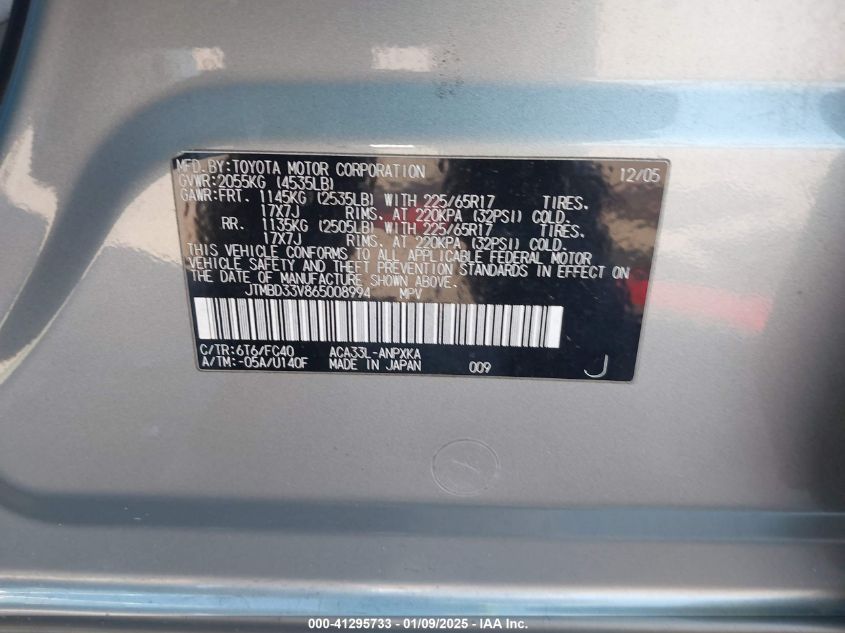 MFD. BY: TOYOTA MOTOR CORPORATION 12/05
GVWR: 2055KG (4535LB)
GAWR: FRT. 1145KG (2535LB) WITH 225/65R17 TIRES.
17X7J RIMS. AT 220KPA (32PSI) COLD.
RR. 1135KG (2505LB) WITH 225/65R17 TIRES.
17X7J RIMS. AT 220KPA (32PSI) COLD.
THIS VEHICLE CONFORMS TO ALL APPLICABLE FEDERAL MOTOR
VEHICLE SAFETY AND THEFT PREVENTION STANDARDS IN EFFECT ON
THE DATE OF MANUFACTURE SHOWN ABOVE.
JTMBD33V865008994 MPV
C/TR: 6T6/FC40 ACA33L-ANPXKA
A/TM: -05A/U140F MADE IN JAPAN 009 J
000-41295733 - 01/09/2025 - IAA Inc.